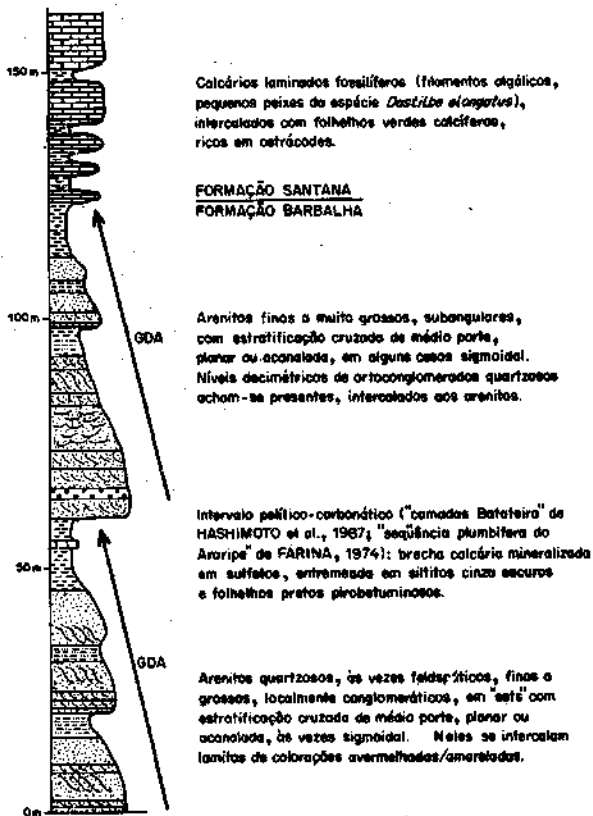 150 m
Calcários laminados fossilíferos (filamentos algálicos,
pequenos peixes da espécie Dastilbe elongatus),
intercalados com folhelhos verdes calcíferos,
ricos em ostrácodes.
FORMAÇÃO SANTANA
FORMAÇÃO BARBALHA
100 m
GDA
Arenitos finos a muito grossos, subangulares,
com estratificação cruzada de médio porte,
planar ou acanalada, em alguns casos sigmoidal.
Níveis decimétricos de ortoconglomerados quartzosos
acham-se presentes, intercalados aos arenitos.
Intervalo pelítico-carbonático ("camadas Batateira" de
HASHIMOTO et al., 1987; "seqüência plumbífera do
Araripe" de FARINA, 1974): brecha calcária mineralizada
em sulfetos, entremeada em siltitos cinza escuros
e folhelhos pretos pirobetuminosos.
50 m
GDA
Arenitos quartzosos, às vezes feldspáticos, finos a
grossos, localmente conglomeráticos, em "sets" com
estratificação cruzada de médio porte, planar ou
acanalada, às vezes sigmoidal. Neles se intercalam
lamitos de colorações avermelhadas/amareladas.
0 m